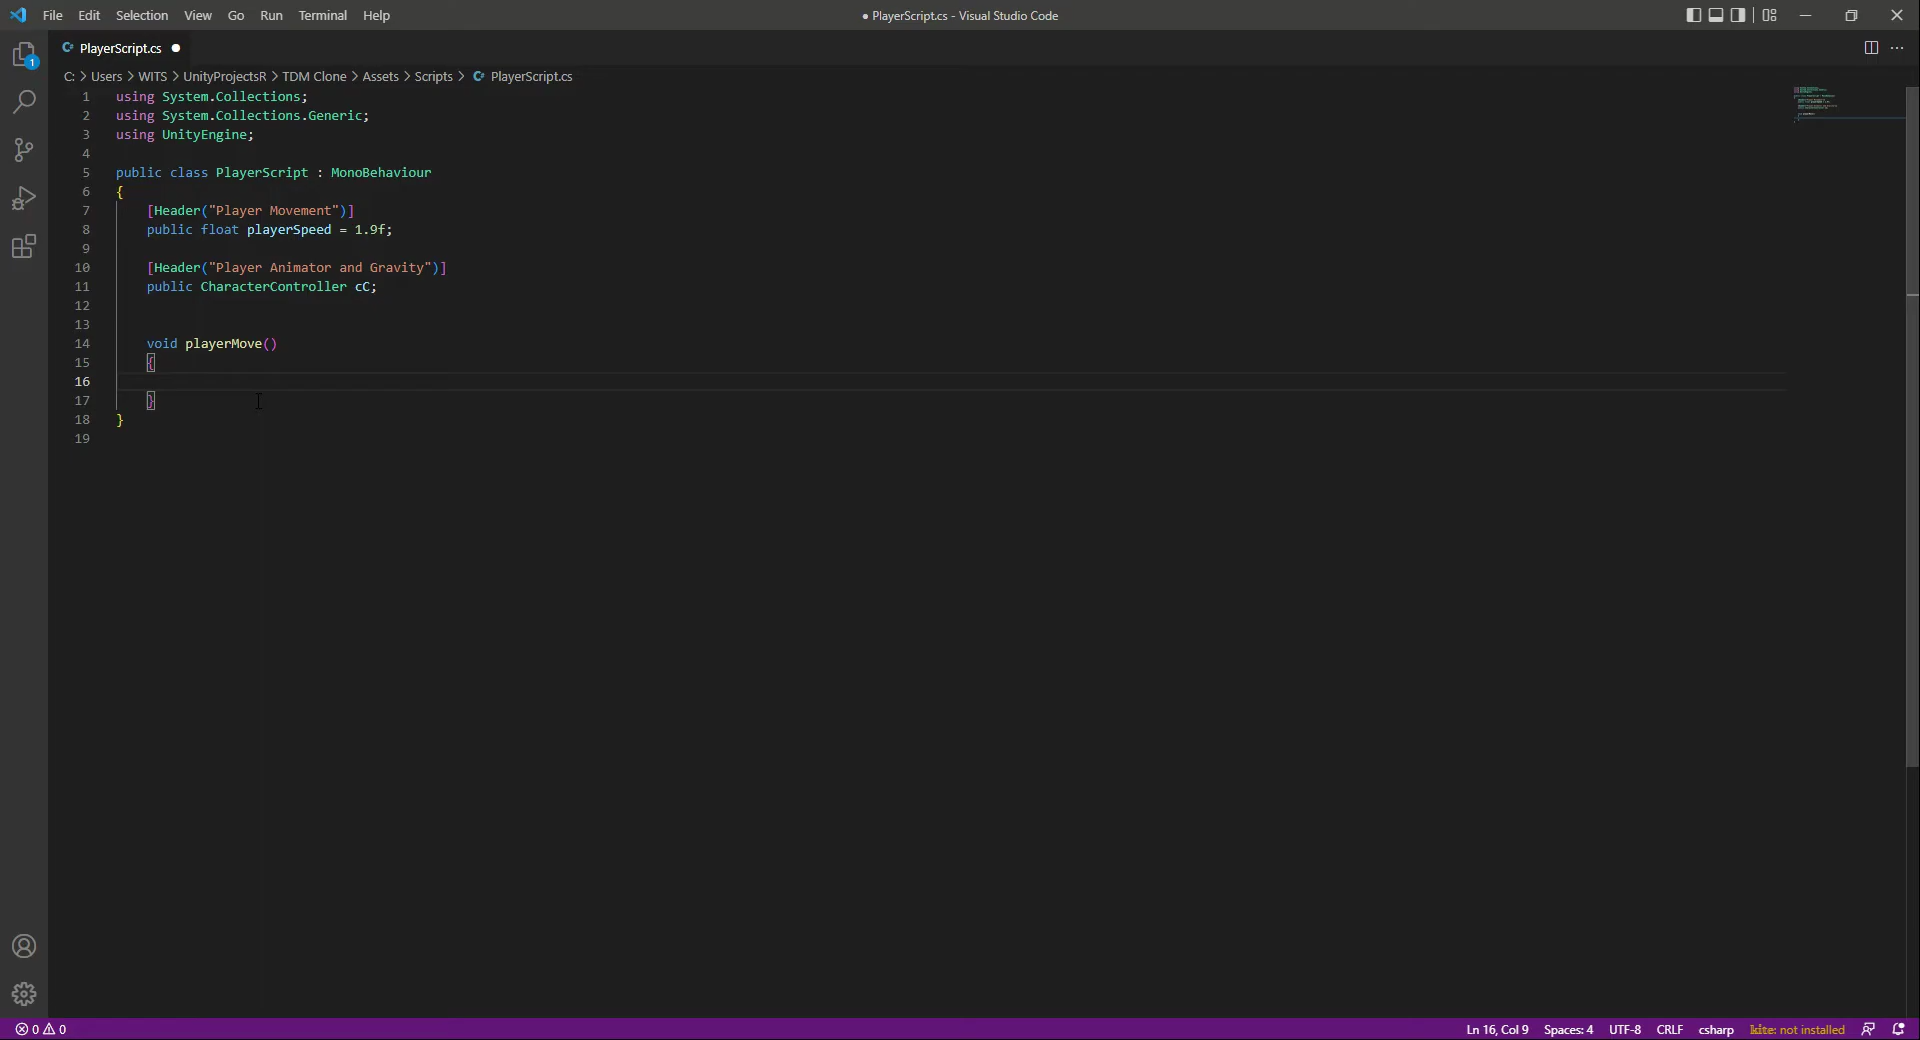 File Edit Selection View Go Run Terminal Help
● PlayerScript.cs - Visual Studio Code
PlayerScript.cs
C: > Users > WITS > UnityProjectsR > TDM Clone > Assets > Scripts > PlayerScript.cs
1 using System.Collections;
2 using System.Collections.Generic;
3 using UnityEngine;
4
5 public class PlayerScript : MonoBehaviour
6 {
7 [Header("Player Movement")]
8 public float playerSpeed = 1.9f;
9
10 [Header("Player Animator and Gravity")]
11 public CharacterController cC;
12
13
14 void playerMove()
15 {
16
17 }
18 }
19
1
0 0
Ln 16, Col 9 Spaces: 4 UTF-8 CRLF csharp kite: not installed